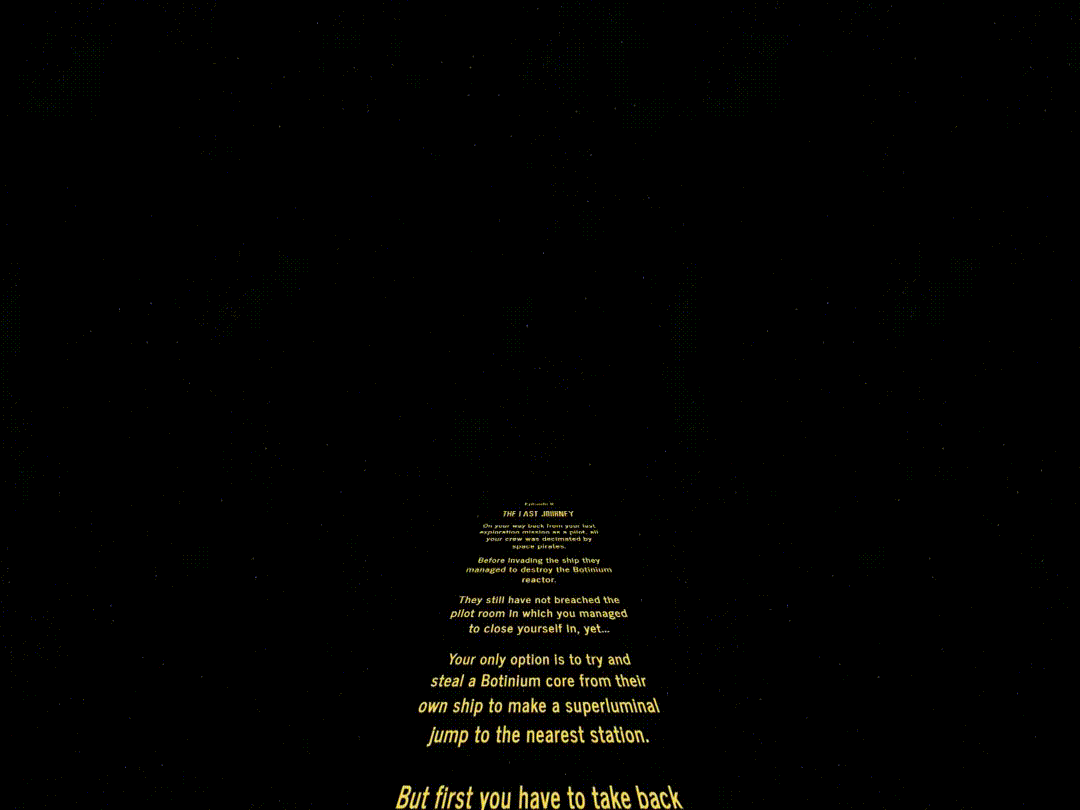 THE LAST JOURNEY
On your way back from your last
exploration mission as a pilot, all
your crew was decimated by
space pirates.
Before invading the ship they
managed to destroy the Botinium
reactor.
They still have not breached the
pilot room in which you managed
to close yourself in, yet...
Your only option is to try and
steal a Botinium core from their
own ship to make a superluminal
jump to the nearest station.
But first you have to take back